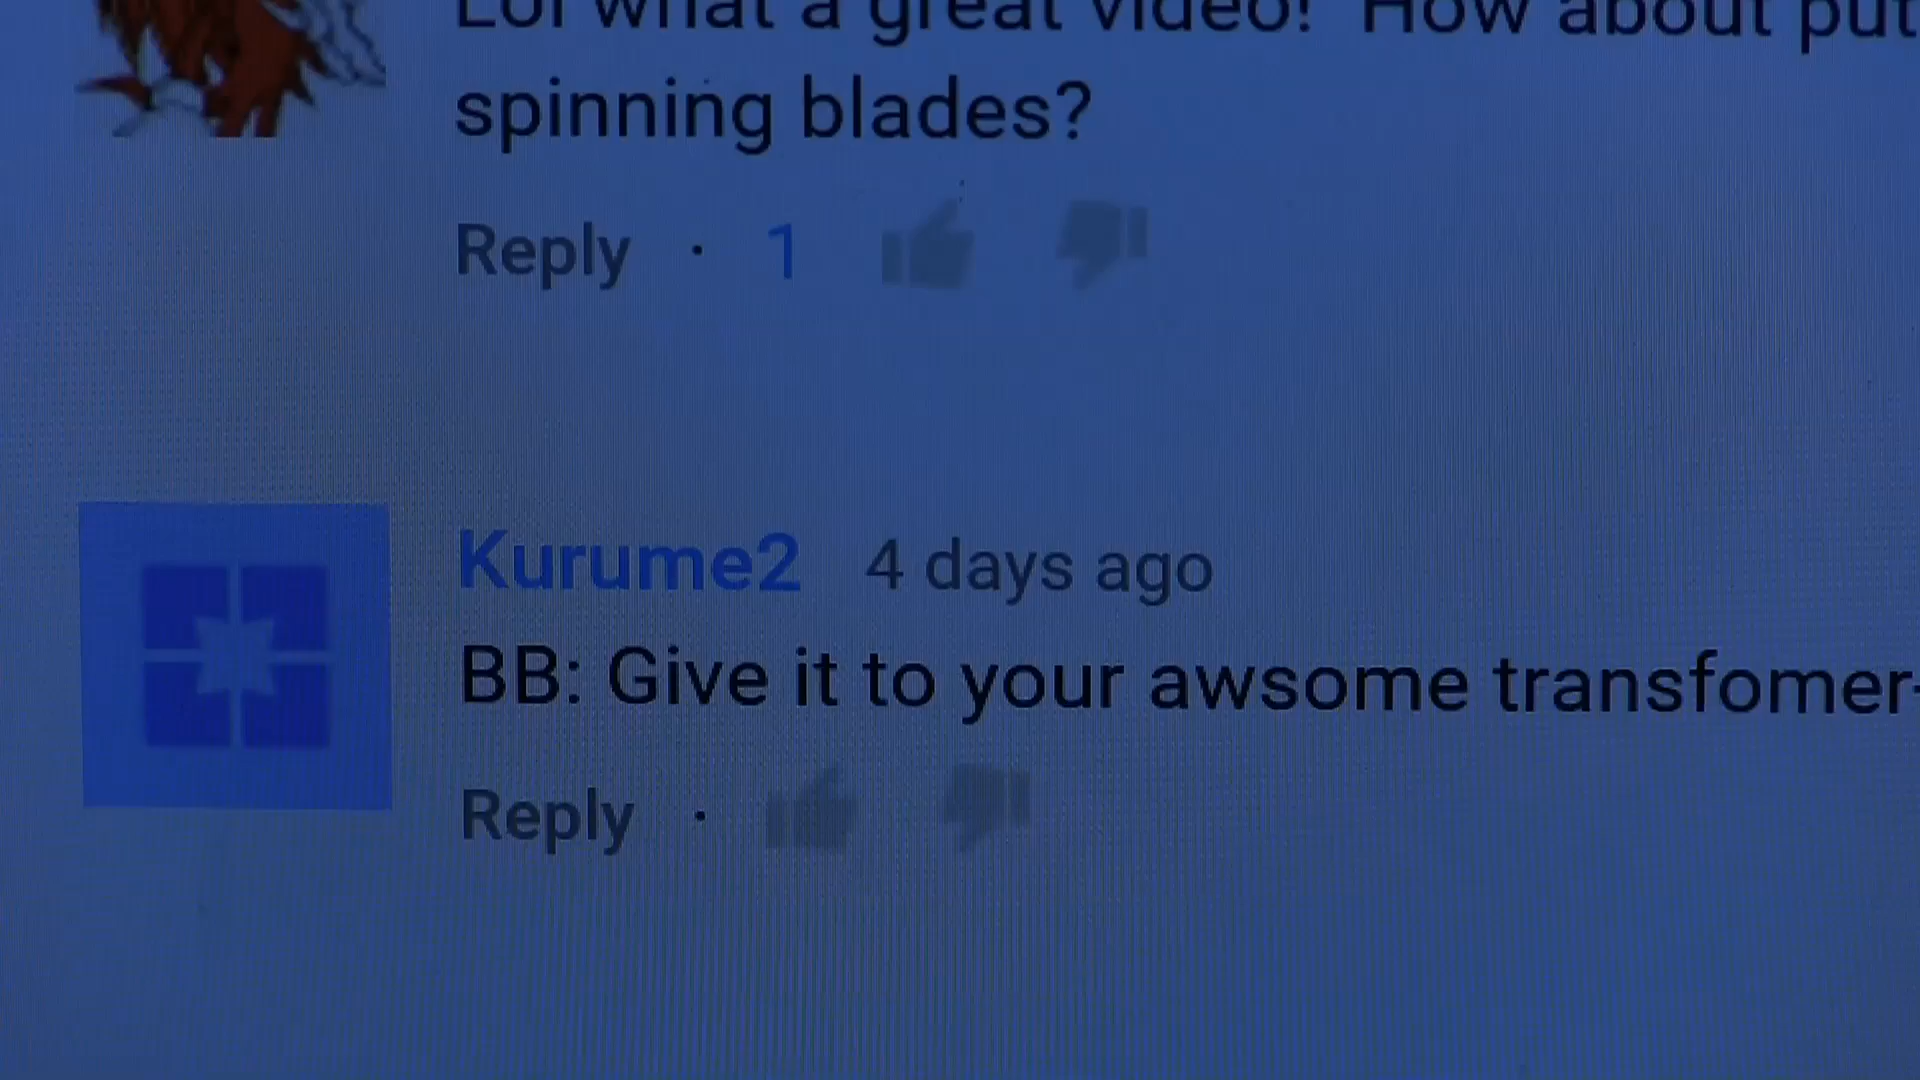 Lol what a great video! How about put
spinning blades?
Reply · 1
Kurume2 4 days ago
BB: Give it to your awsome transfomer-
Reply ·